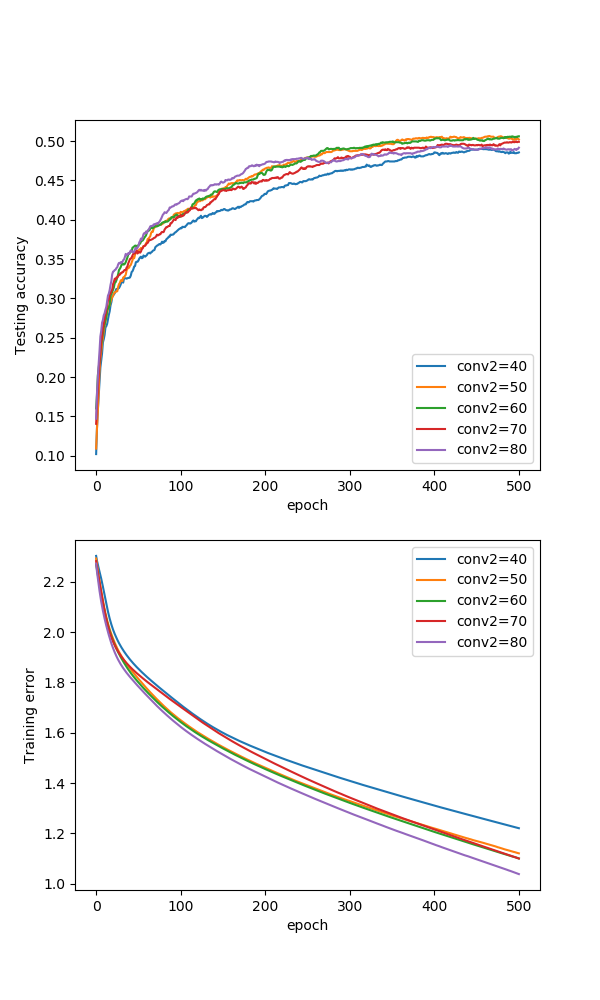 0.50
0.45
0.40
0.35
0.30
0.25
0.20
0.15
0.10
Testing accuracy
conv2=40
conv2=50
conv2=60
conv2=70
conv2=80
0 100 200 300 400 500
epoch
2.2
2.0
1.8
1.6
1.4
1.2
1.0
Training error
conv2=40
conv2=50
conv2=60
conv2=70
conv2=80
0 100 200 300 400 500
epoch